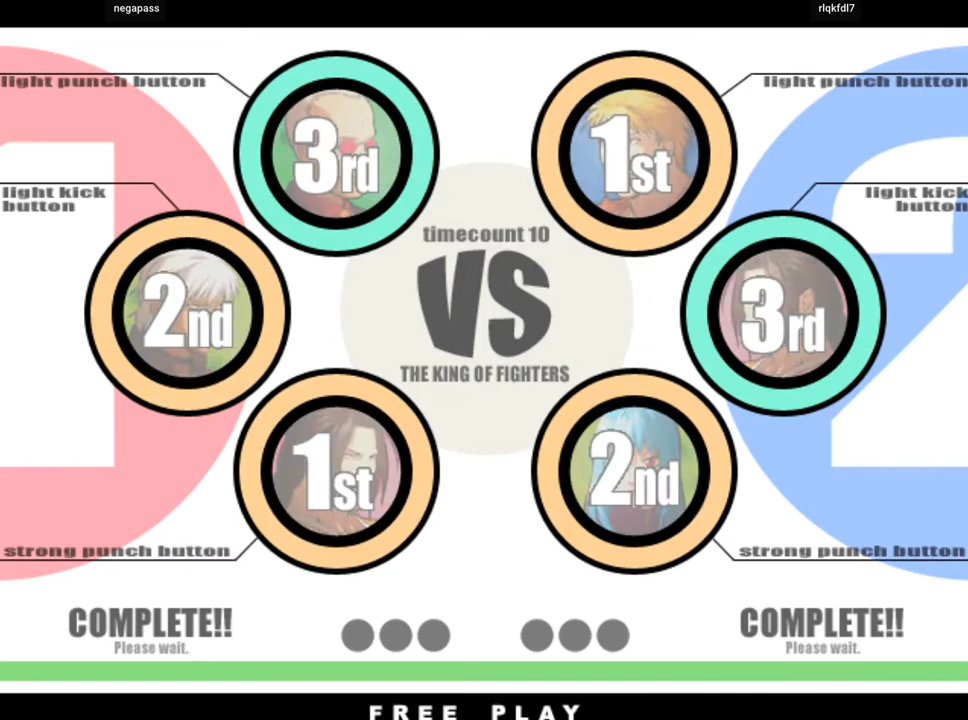 negapass
rlqkfdl7
light punch button
light punch button
3rd
1st
light kick
button
light kick
button
timecount 10
VS
THE KING OF FIGHTERS
2nd
3rd
1st
2nd
strong punch button
strong punch button
COMPLETE!!
Please wait.
COMPLETE!!
Please wait.
FREE PLAY
1
2